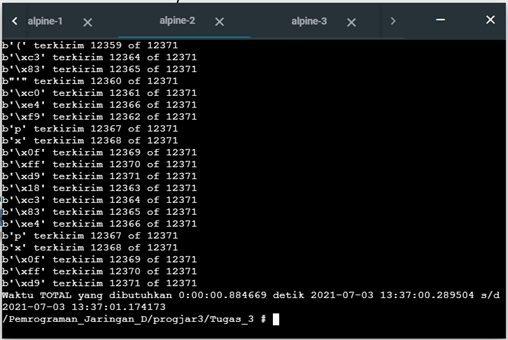 alpine-1
alpine-2
alpine-3
b'(' terkirim 12359 of 12371
b'\xc3' terkirim 12364 of 12371
b'\x83' terkirim 12365 of 12371
b"'" terkirim 12360 of 12371
b'\xc0' terkirim 12361 of 12371
b'\xe4' terkirim 12366 of 12371
b'\xf9' terkirim 12362 of 12371
b'p' terkirim 12367 of 12371
b'x' terkirim 12368 of 12371
b'\x0f' terkirim 12369 of 12371
b'\xff' terkirim 12370 of 12371
b'\xd9' terkirim 12371 of 12371
b'\x18' terkirim 12363 of 12371
b'\xc3' terkirim 12364 of 12371
b'\x83' terkirim 12365 of 12371
b'\xe4' terkirim 12366 of 12371
b'p' terkirim 12367 of 12371
b'x' terkirim 12368 of 12371
b'\x0f' terkirim 12369 of 12371
b'\xff' terkirim 12370 of 12371
b'\xd9' terkirim 12371 of 12371
Waktu TOTAL yang dibutuhkan 0:00:00.884669 detik 2021-07-03 13:37:00.289504 s/d
2021-07-03 13:37:01.174173
/Pemrograman_Jaringan_D/progjar3/Tugas_3 #